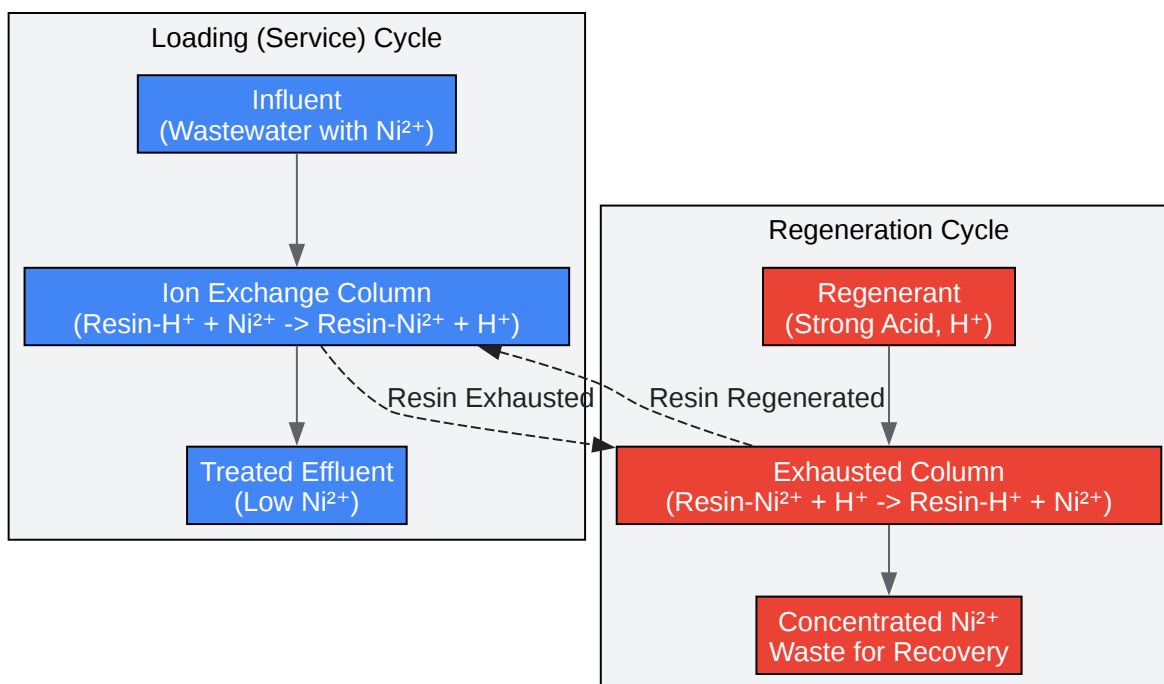 Loading (Service) Cycle
Influent
(Wastewater with Ni²⁺)
Ion Exchange Column
(Resin-H⁺ + Ni²⁺ -> Resin-Ni²⁺ + H⁺)
Treated Effluent
(Low Ni²⁺)
Resin Exhausted
Resin Regenerated
Regeneration Cycle
Regenerant
(Strong Acid, H⁺)
Exhausted Column
(Resin-Ni²⁺ + H⁺ -> Resin-H⁺ + Ni²⁺)
Concentrated Ni²⁺
Waste for Recovery